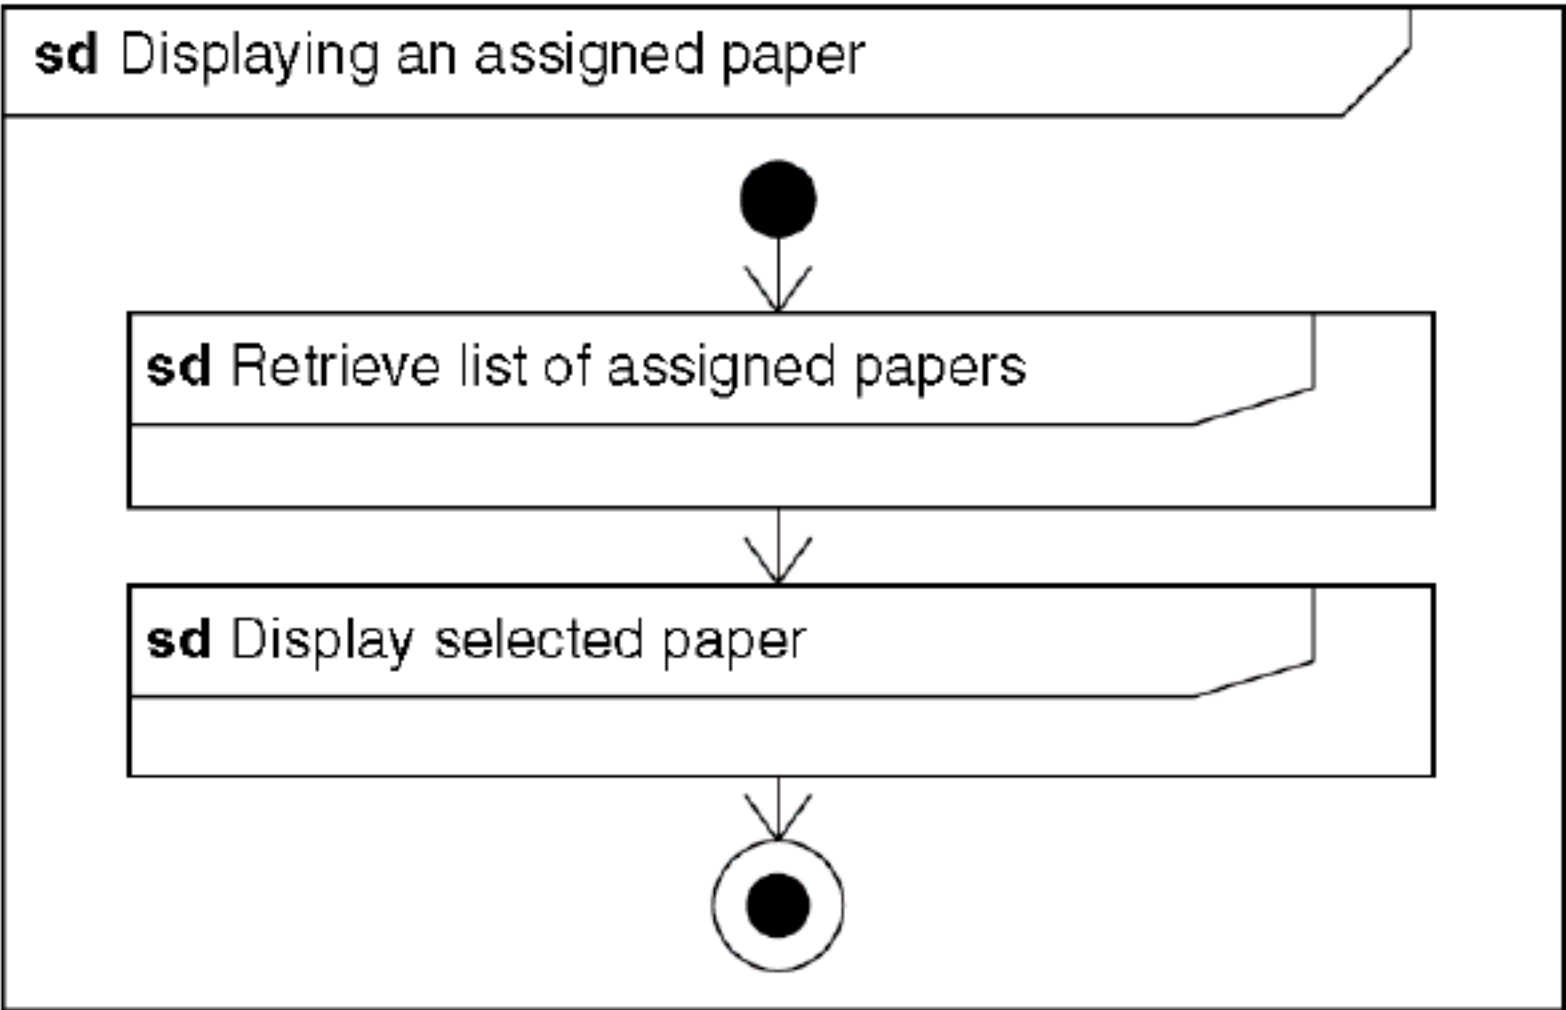 sd Displaying an assigned paper
sd Retrieve list of assigned papers
sd Display selected paper